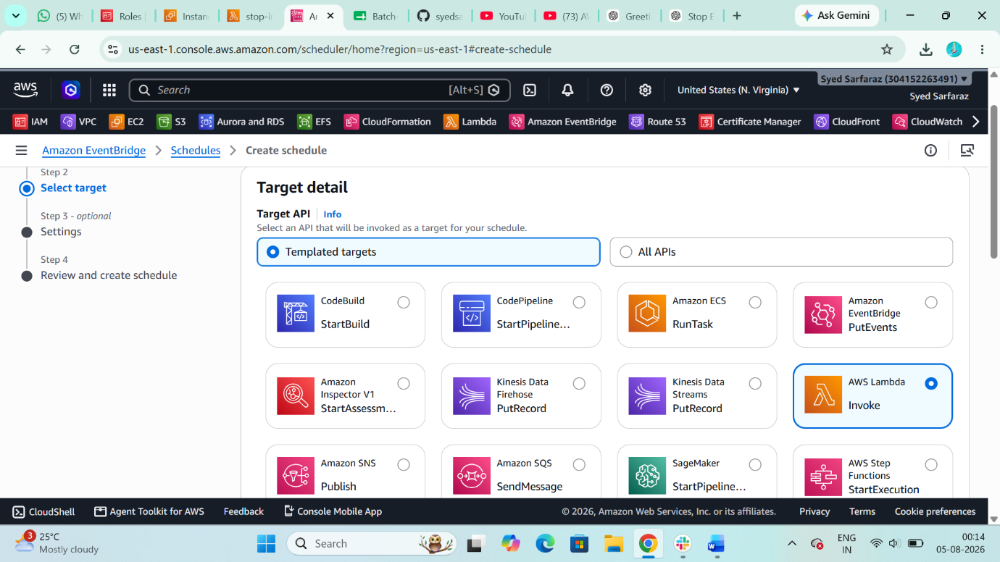 (5) Wh
Roles
Instanc
stop-in
Ar
Batch-
syedsa
YouTu
(73) A
Greeti
Stop E
Ask Gemini
us-east-1.console.aws.amazon.com/scheduler/home?region=us-east-1#create-schedule
aws
Search
[Alt+S]
United States (N. Virginia)
Syed Sarfaraz (304152263491)
Syed Sarfaraz
IAM
VPC
EC2
S3
Aurora and RDS
EFS
CloudFormation
Lambda
Amazon EventBridge
Route 53
Certificate Manager
CloudFront
CloudWatch
Amazon EventBridge
Schedules
Create schedule
Step 2
Select target
Step 3 - optional
Settings
Step 4
Review and create schedule
Target detail
Target API
Info
Select an API that will be invoked as a target for your schedule.
Templated targets
All APIs
CodeBuild
StartBuild
CodePipeline
StartPipeline…
Amazon ECS
RunTask
Amazon
EventBridge
PutEvents
Amazon
Inspector V1
StartAssessm…
Kinesis Data
Firehose
PutRecord
Kinesis Data
Streams
PutRecord
AWS Lambda
Invoke
Amazon SNS
Publish
Amazon SQS
SendMessage
SageMaker
StartPipeline…
AWS Step
Functions
StartExecution
CloudShell
Agent Toolkit for AWS
Feedback
Console Mobile App
© 2026, Amazon Web Services, Inc. or its affiliates.
Privacy
Terms
Cookie preferences
3
25°C
Mostly cloudy
Search
ENG
IN
00:14
05-08-2026